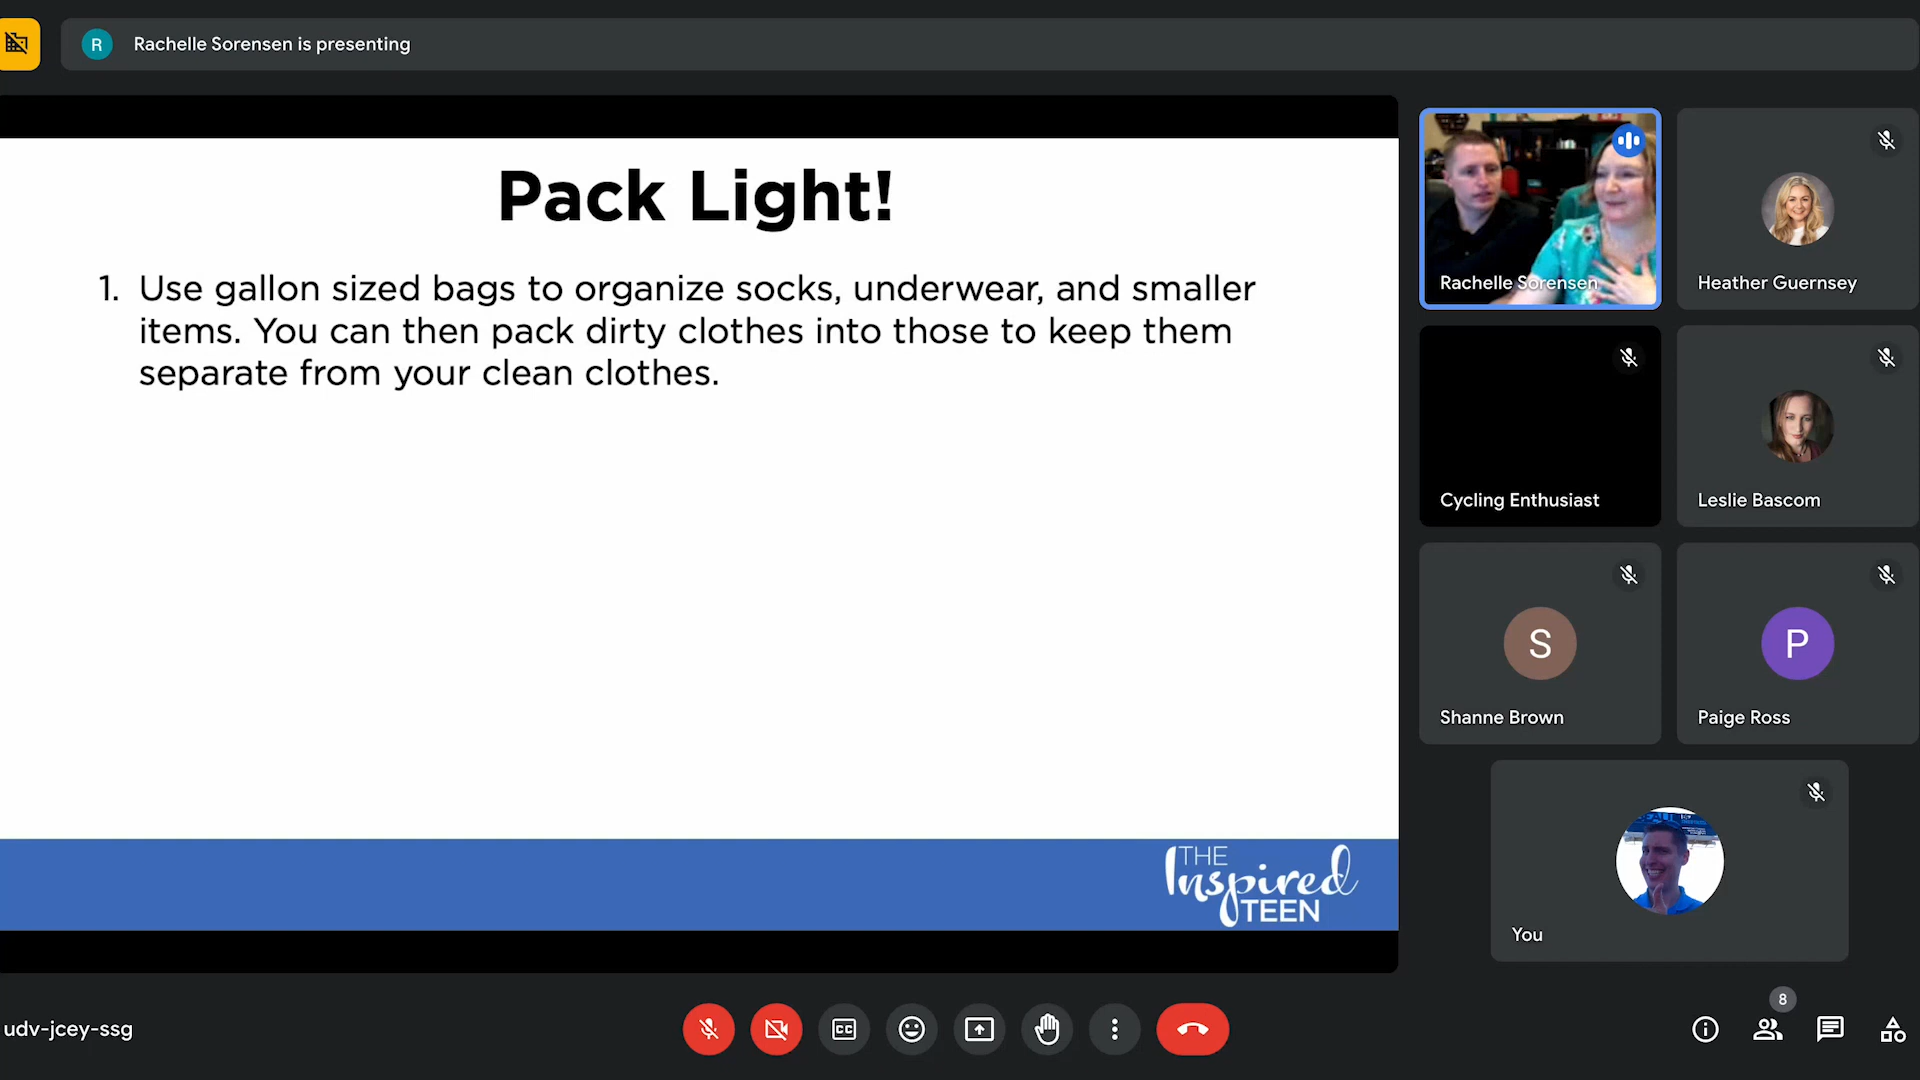 R
Rachelle Sorensen is presenting
Pack Light!
1. Use gallon sized bags to organize socks, underwear, and smaller
items. You can then pack dirty clothes into those to keep them
separate from your clean clothes.
THE
Inspired
TEEN
Rachelle Sorensen
Heather Guernsey
Cycling Enthusiast
Leslie Bascom
S
Shanne Brown
P
Paige Ross
You
udv-jcey-ssg
CC
8